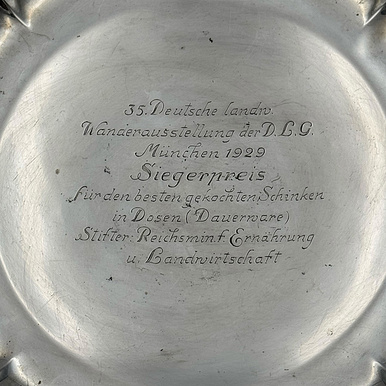 35. Deutsche landw.
Wanderausstellung der D.L.G.
München 1929
Siegerpreis
für den besten gekochten Schinken
in Dosen (Dauerware)
Stifter: Reichsmin f. Ernährung
u. Landwirtschaft